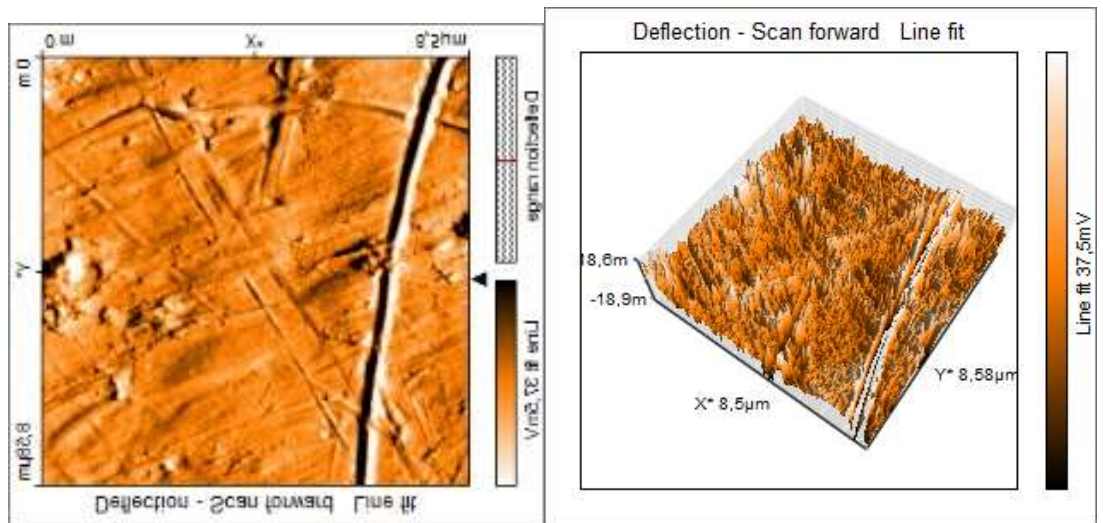 0 m X* 8,5µm
0 m
Y*
8,58µm
Deflection range
Line fit 37,5mV
Deflection - Scan forward Line fit
Deflection - Scan forward Line fit
18,6m
-18,9m
X* 8,5µm
Y* 8,58µm
Line fit 37,5mV